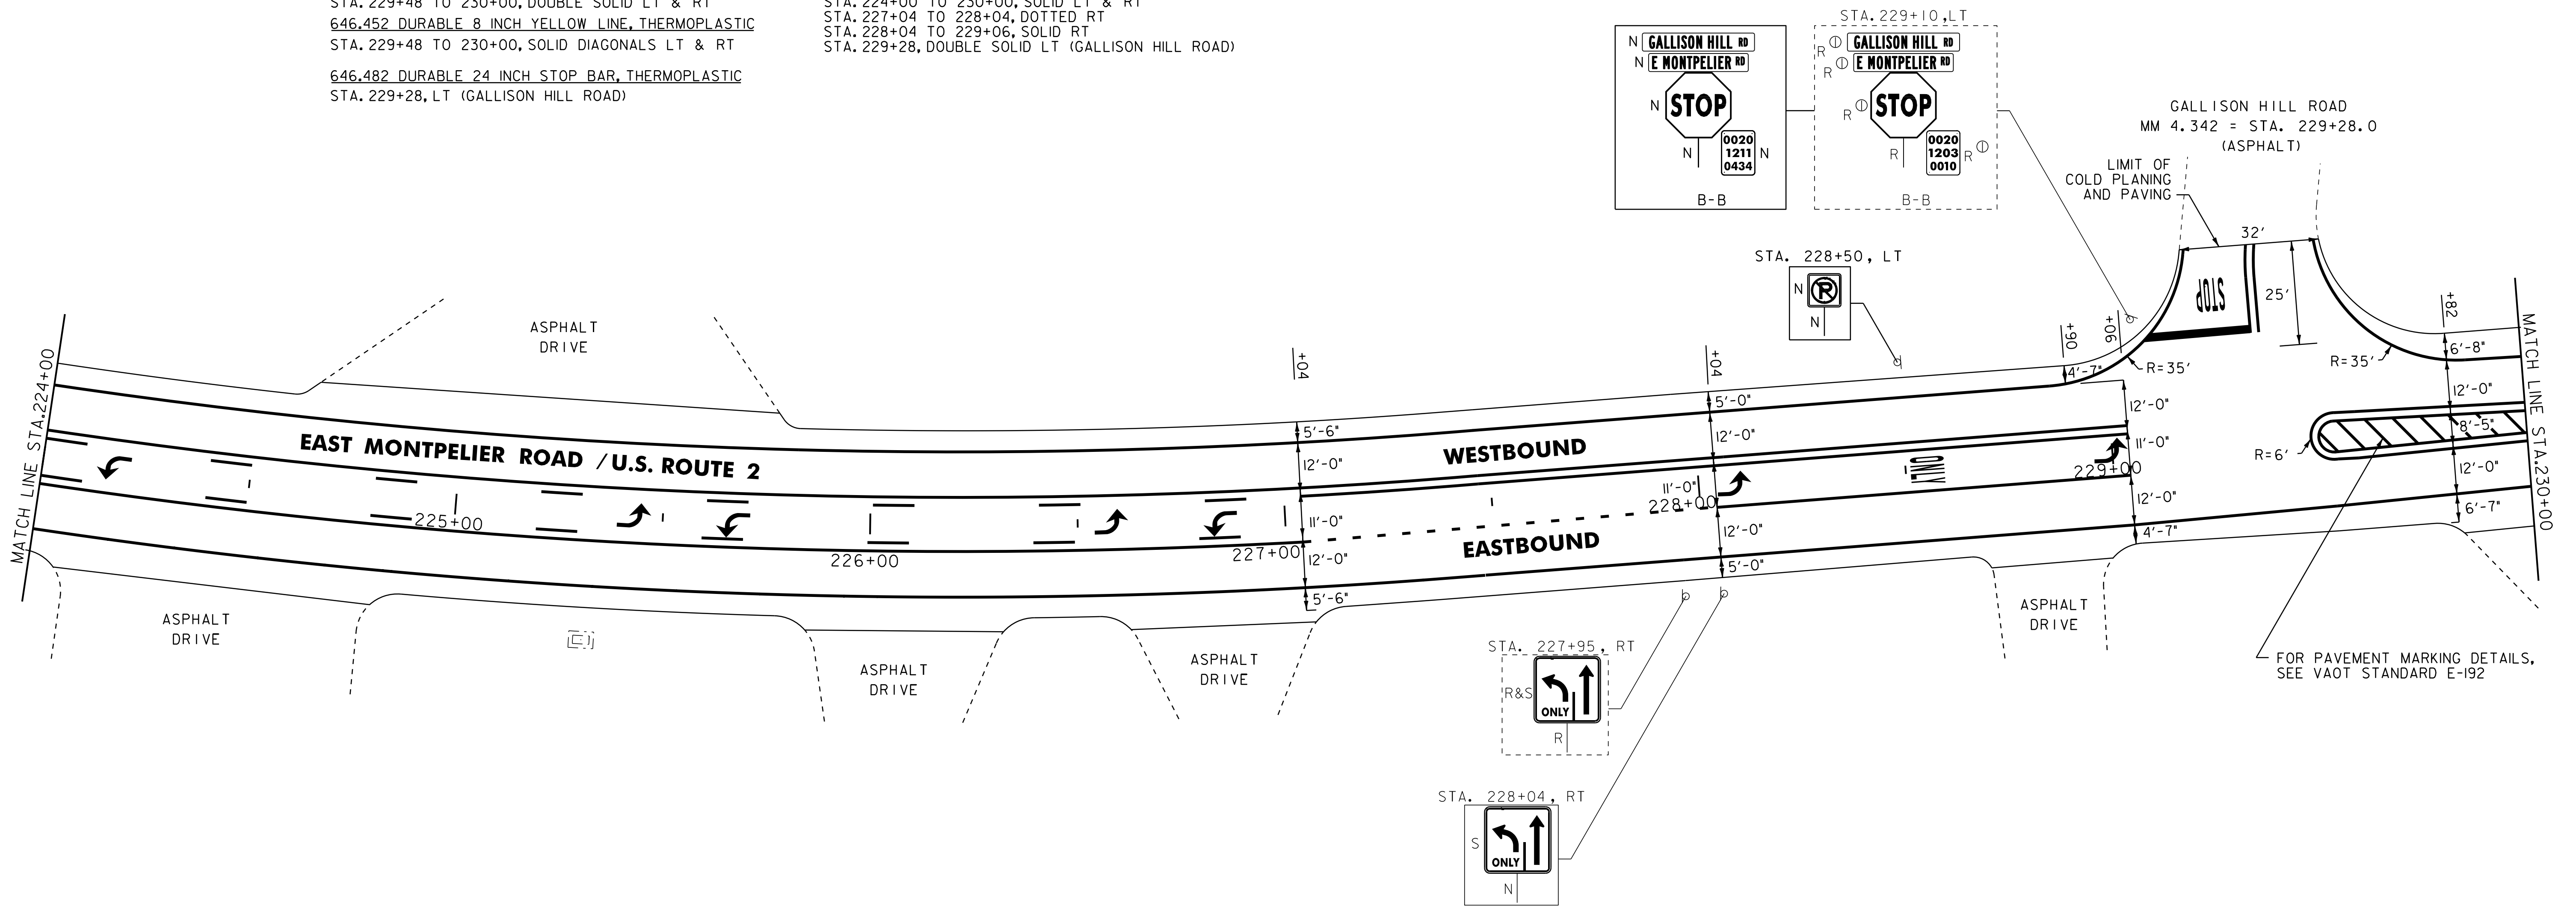 STA. 229+48 TO 230+00, DOUBLE SOLID LT & RT
646.452 DURABLE 8 INCH YELLOW LINE, THERMOPLASTIC
STA. 229+48 TO 230+00, SOLID DIAGONALS LT & RT
646.482 DURABLE 24 INCH STOP BAR, THERMOPLASTIC
STA. 229+28, LT (GALLISON HILL ROAD)
STA. 224+00 TO 230+00, SOLID LT & RT
STA. 227+04 TO 228+04, DOTTED RT
STA. 228+04 TO 229+06, SOLID RT
STA. 229+28, DOUBLE SOLID LT (GALLISON HILL ROAD)
N GALLISON HILL RD
N E MONTPELIER RD
N STOP
N
0020
1211 N
0434
B-B
STA. 229+10, LT
R GALLISON HILL RD
R E MONTPELIER RD
R STOP
R
0020
1203 R
0010
B-B
GALLISON HILL ROAD
MM 4.342 = STA. 229+28.0
(ASPHALT)
LIMIT OF
COLD PLANING
AND PAVING
32'
25'
STOP
STA. 228+50, LT
N P
N
+90
+06
+82
R=35'
R=35'
4'-7"
6'-8"
12'-0"
8'-5"
12'-0"
6'-7"
R=6'
MATCH LINE STA. 230+00
MATCH LINE STA. 224+00
ASPHALT
DRIVE
EAST MONTPELIER ROAD / U.S. ROUTE 2
225+00
226+00
227+00
+04
5'-6"
12'-0"
11'-0"
12'-0"
5'-6"
WESTBOUND
EASTBOUND
+04
5'-0"
12'-0"
11'-0"
228+00
12'-0"
5'-0"
ONLY
229+00
12'-0"
11'-0"
12'-0"
4'-7"
ASPHALT
DRIVE
ASPHALT
DRIVE
ASPHALT
DRIVE
ASPHALT
DRIVE
STA. 227+95, RT
R&S
ONLY
R
STA. 228+04, RT
S
ONLY
N
FOR PAVEMENT MARKING DETAILS,
SEE VAOT STANDARD E-192